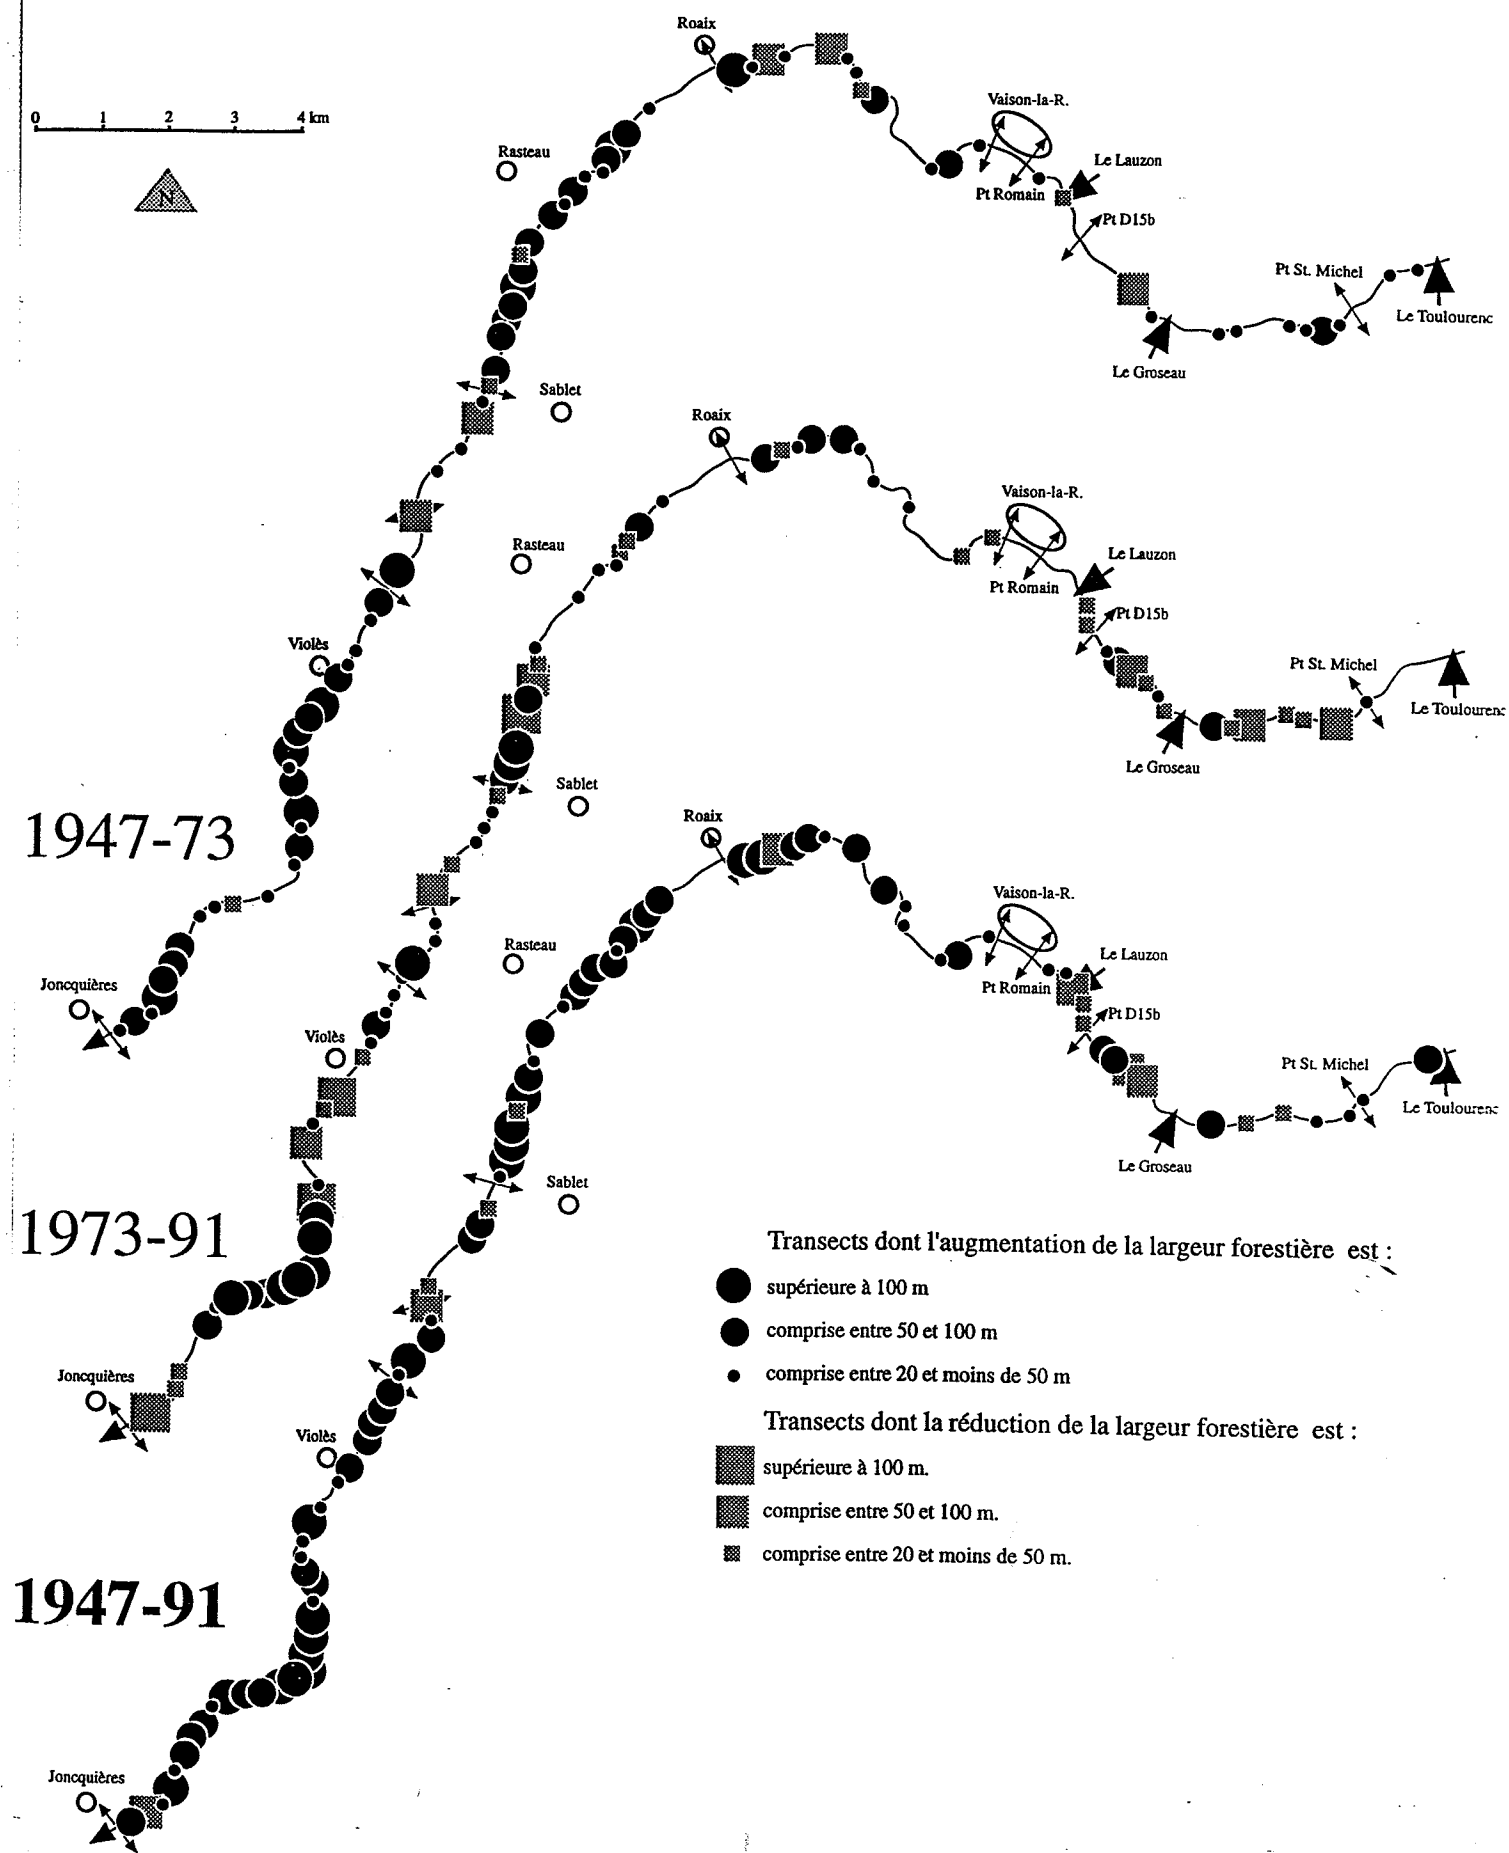 Roaix
0 1 2 3 4 km
N
Rasteau
Vaison-la-R.
Le Lauzon
Pt Romain
Pt D15b
Pt St. Michel
Le Toulourenc
Le Groseau
Sablet
Violès
1947-73
Joncquières
Roaix
Vaison-la-R.
Rasteau
Le Lauzon
Pt Romain
Pt D15b
Pt St. Michel
Le Toulourenc
Le Groseau
Sablet
Violès
1973-91
Joncquières
Roaix
Vaison-la-R.
Rasteau
Le Lauzon
Pt Romain
Pt D15b
Pt St. Michel
Le Toulourenc
Le Groseau
Sablet
Violès
1947-91
Joncquières
Transects dont l'augmentation de la largeur forestière est :
supérieure à 100 m
comprise entre 50 et 100 m
comprise entre 20 et moins de 50 m
Transects dont la réduction de la largeur forestière est :
supérieure à 100 m.
comprise entre 50 et 100 m.
comprise entre 20 et moins de 50 m.